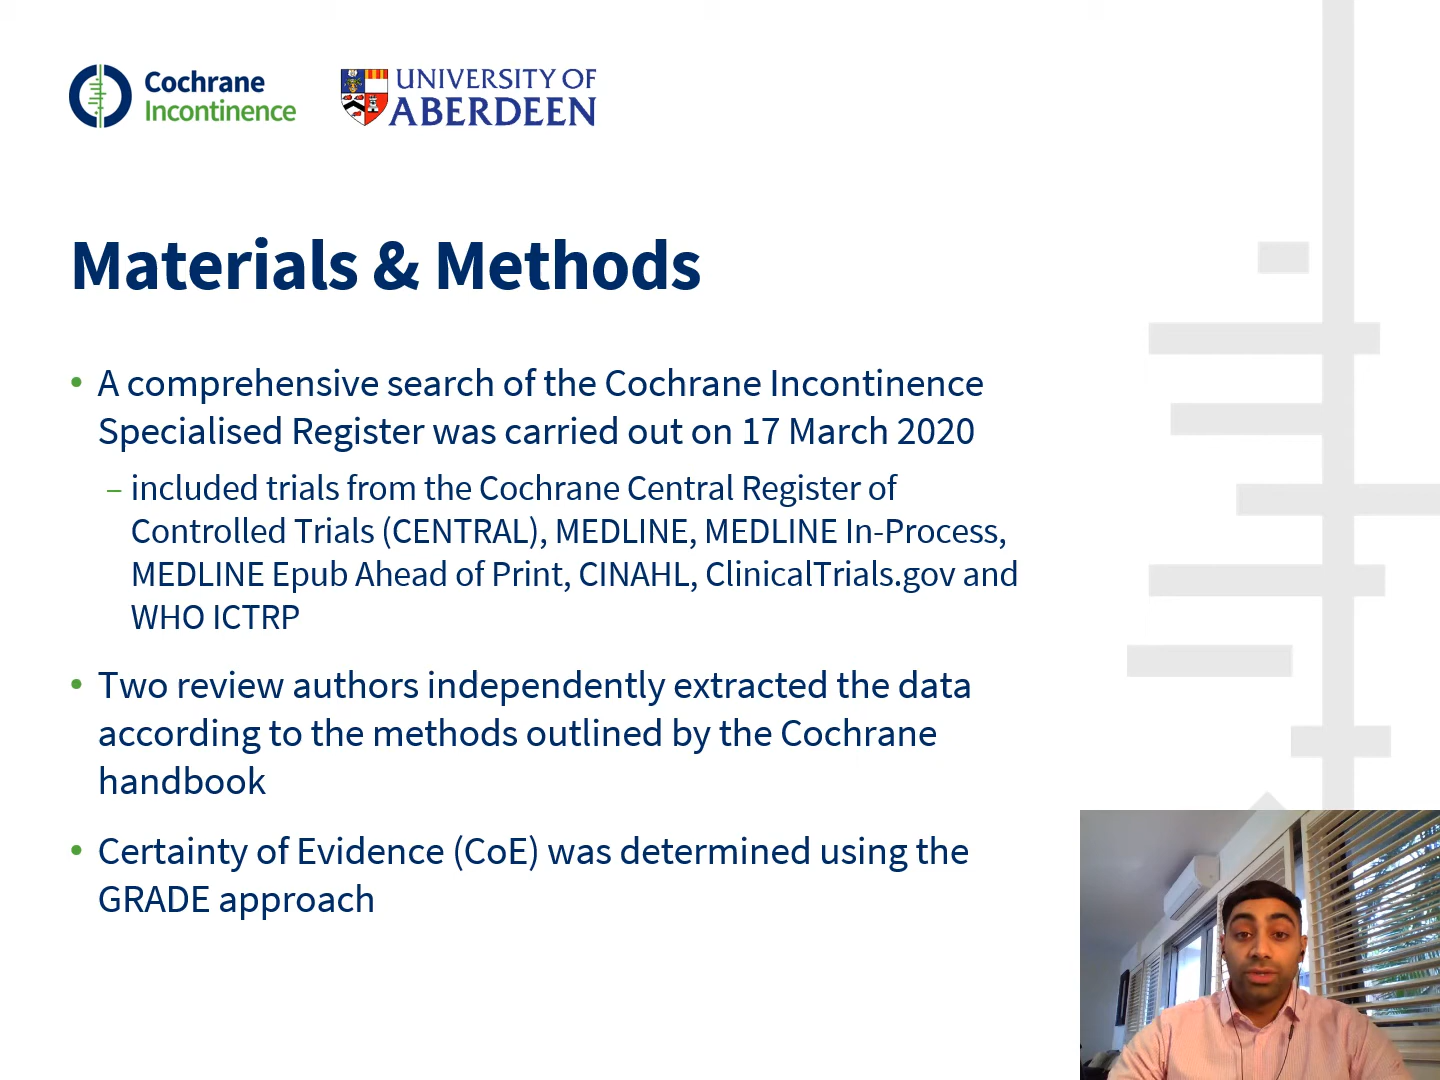 Cochrane
Incontinence
UNIVERSITY OF
ABERDEEN
Materials & Methods
• A comprehensive search of the Cochrane Incontinence
Specialised Register was carried out on 17 March 2020
– included trials from the Cochrane Central Register of
Controlled Trials (CENTRAL), MEDLINE, MEDLINE In-Process,
MEDLINE Epub Ahead of Print, CINAHL, ClinicalTrials.gov and
WHO ICTRP
• Two review authors independently extracted the data
according to the methods outlined by the Cochrane
handbook
• Certainty of Evidence (CoE) was determined using the
GRADE approach